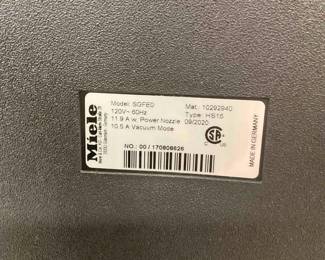 Miele
Model: SGFE0
Mat.: 10292840
120V~ 60Hz
Type: HS15
11.9 A w. Power Nozzle
09/2020
10.5 A Vacuum Mode
NO.: 00 / 170808626
MADE IN GERMANY